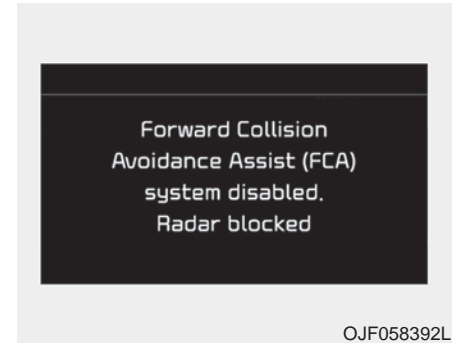 Forward Collision
Avoidance Assist (FCA)
system disabled.
Radar blocked
OJF058392L